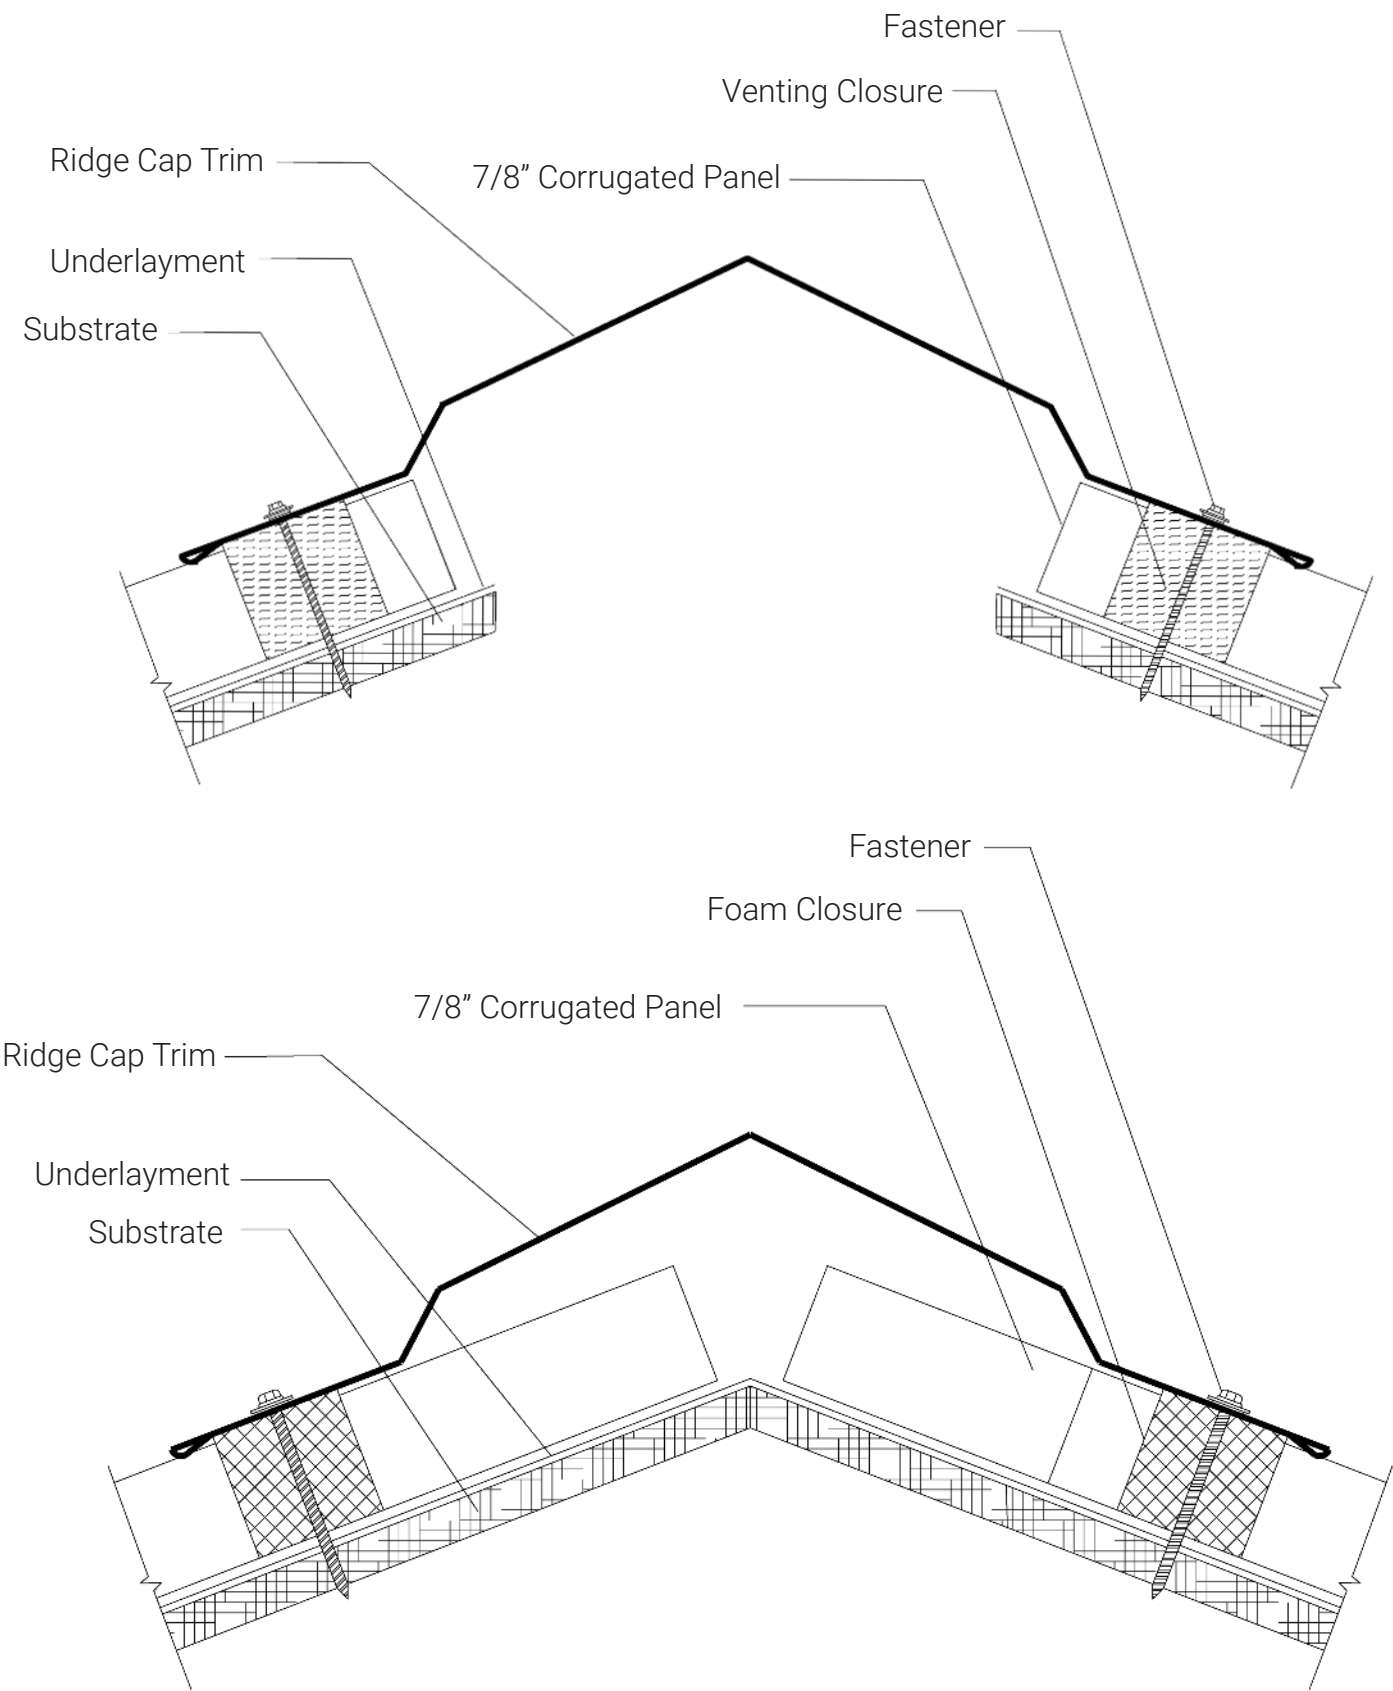 Fastener
Venting Closure
Ridge Cap Trim
7/8” Corrugated Panel
Underlayment
Substrate
Fastener
Foam Closure
7/8” Corrugated Panel
Ridge Cap Trim
Underlayment
Substrate